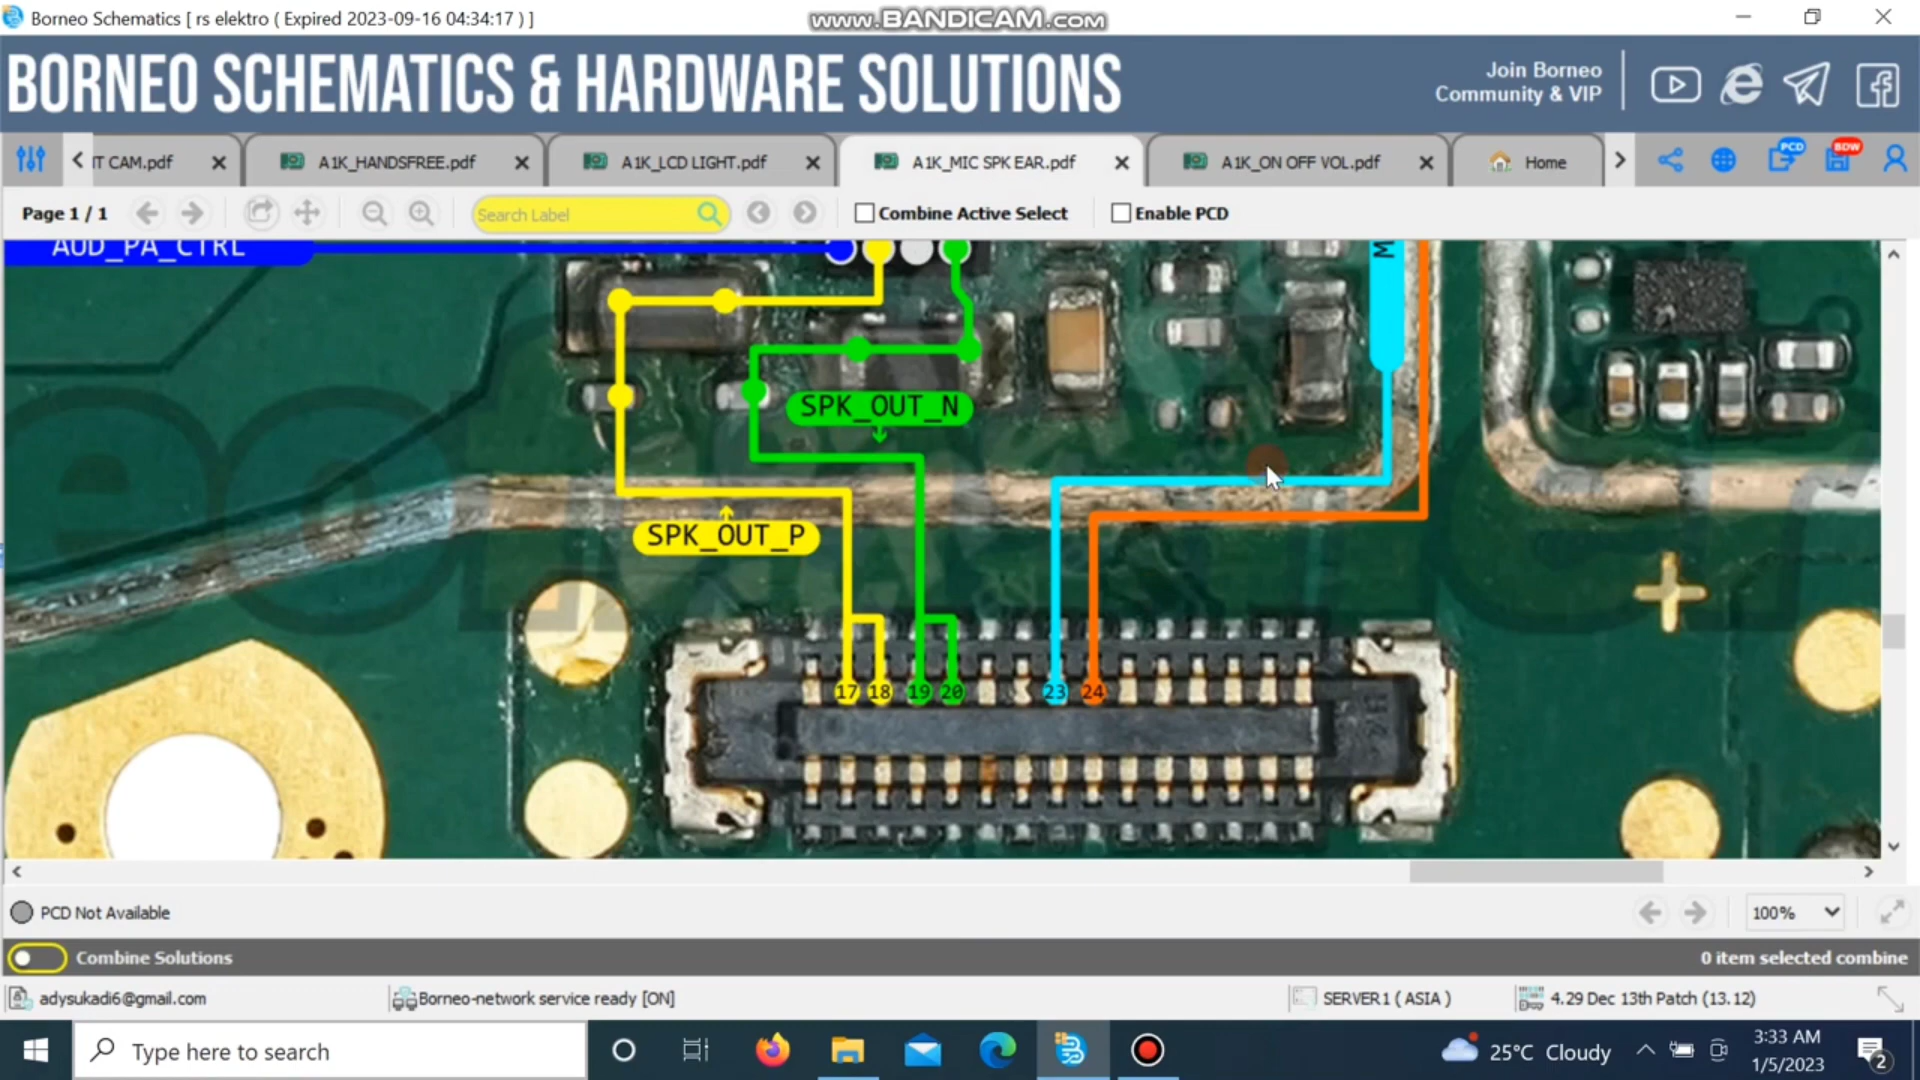 Borneo Schematics [ rs elektro ( Expired 2023-09-16 04:34:17 ) ]
www.BANDICAM.com
BORNEO SCHEMATICS & HARDWARE SOLUTIONS
Join Borneo
Community & VIP
IT CAM.pdf
A1K_HANDSFREE.pdf
A1K_LCD LIGHT.pdf
A1K_MIC SPK EAR.pdf
A1K_ON OFF VOL.pdf
Home
PCD
BDW
Page 1 / 1
Search Label
Combine Active Select
Enable PCD
AUD_PA_CTRL
M
SPK_OUT_N
SPK_OUT_P
17 18 19 20 23 24
PCD Not Available
100%
Combine Solutions
0 item selected combine
adysukadi6@gmail.com
Borneo-network service ready [ON]
SERVER1 ( ASIA )
4.29 Dec 13th Patch (13.12)
Type here to search
25°C Cloudy
3:33 AM
1/5/2023
2